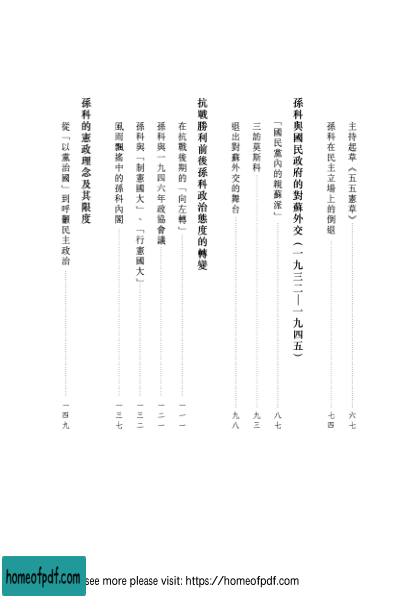 主持起草《五五憲草》……六七
孫科在民主立場上的倒退……七四
孫科與國民政府的對蘇外交（一九三二—一九四五）
「國民黨內的親蘇派」……八七
三訪莫斯科……九三
退出對蘇外交的舞台……九八
抗戰勝利前後孫科政治態度的轉變
在抗戰後期的「向左轉」……一一一
孫科與一九四六年政協會議……一二一
孫科與「制憲國大」、「行憲國大」……一三二
風雨飄搖中的孫科內閣……一三七
孫科的憲政理念及其限度
從「以黨治國」到呼籲民主政治……一四九
homeofpdf.com
see more please visit: https://homeofpdf.com